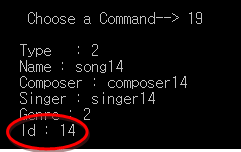 Choose a Command--> 19
Type : 2
Name : song14
Composer : composer14
Singer : singer14
Genre : 2
Id : 14